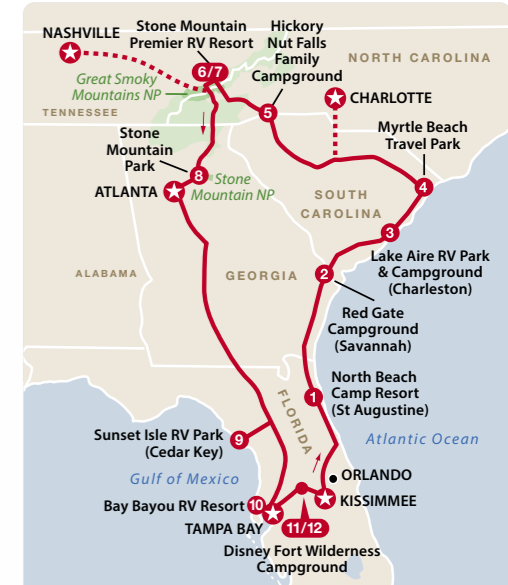 NASHVILLE
Stone Mountain
Premier RV Resort
Hickory
Nut Falls
Family
Campground
NORTH CAROLINA
6/7
Great Smoky
Mountains NP
CHARLOTTE
TENNESSEE
5
Stone
Mountain
Park
Myrtle Beach
Travel Park
8
Stone
Mountain NP
ATLANTA
4
SOUTH
CAROLINA
3
Lake Aire RV Park
& Campground
(Charleston)
ALABAMA
GEORGIA
2
Red Gate
Campground
(Savannah)
North Beach
Camp Resort
(St Augustine)
1
FLORIDA
Sunset Isle RV Park
(Cedar Key)
9
Atlantic Ocean
Gulf of Mexico
ORLANDO
Bay Bayou RV Resort
10
KISSIMMEE
TAMPA BAY
11/12
Disney Fort Wilderness
Campground